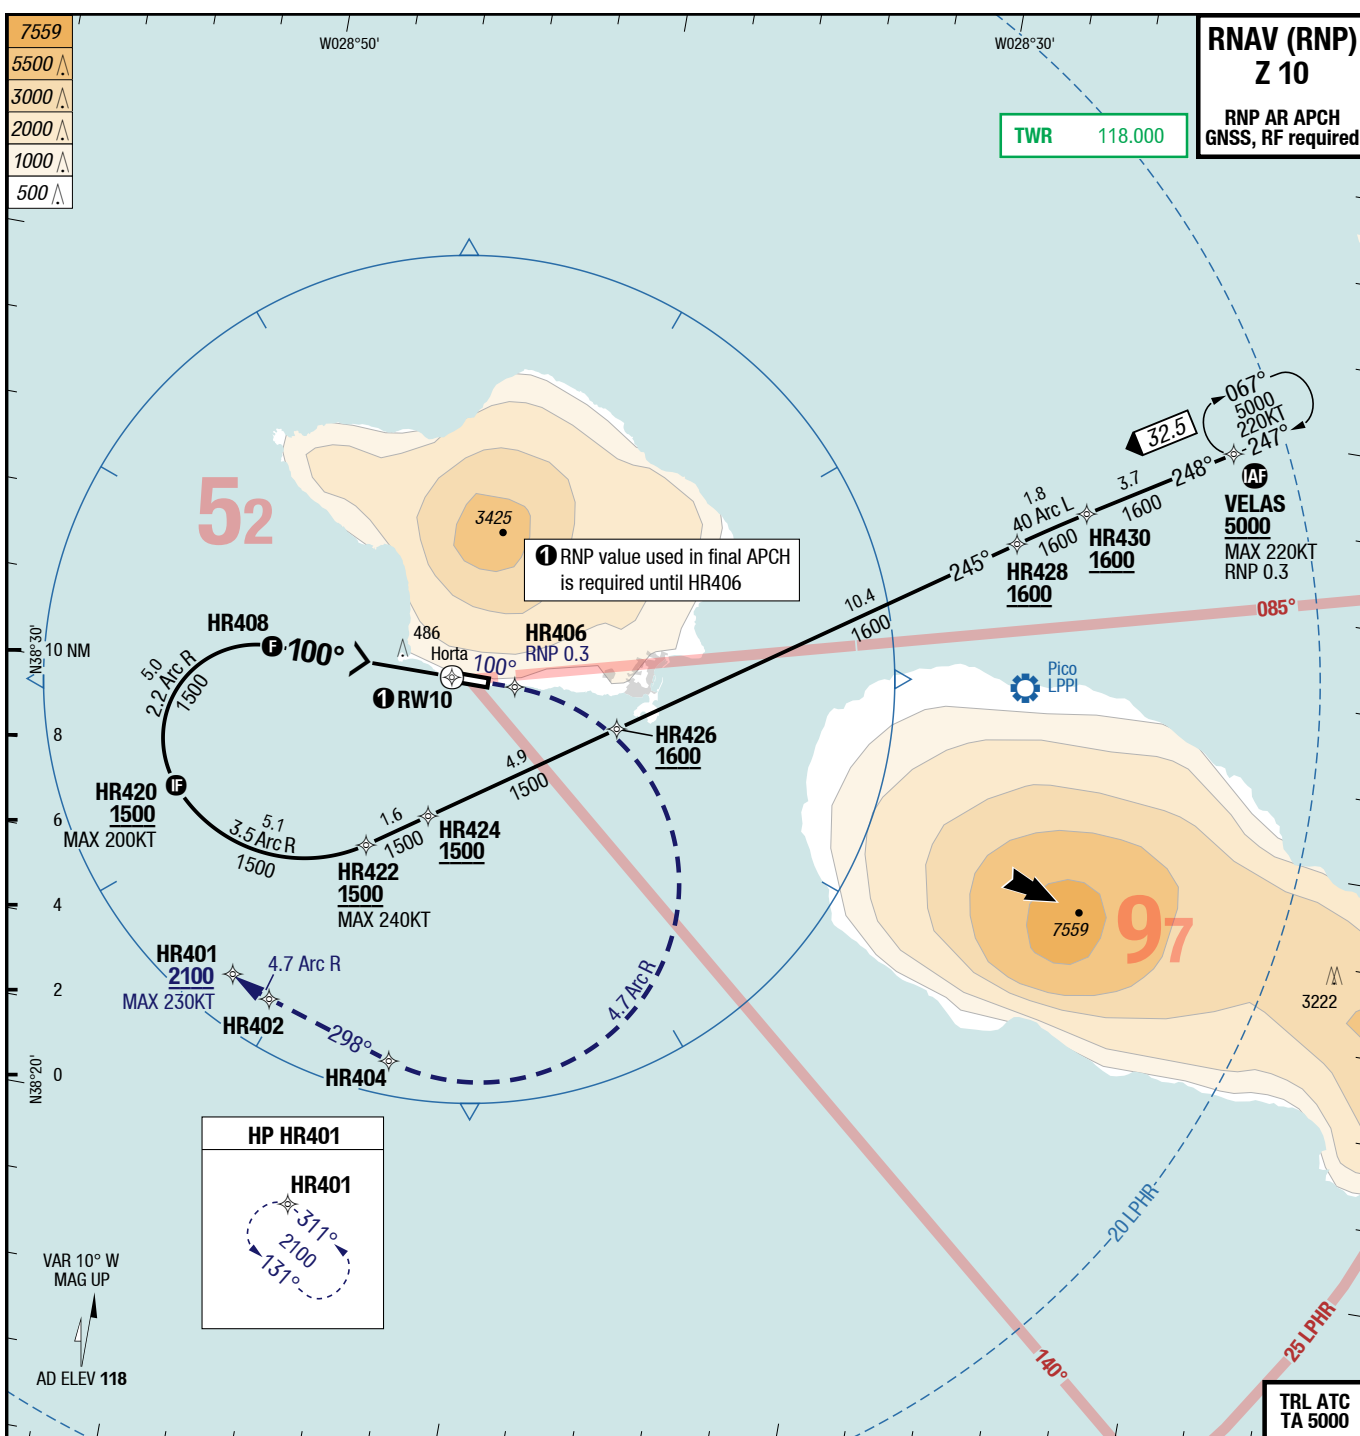 7559
5500
3000
2000
1000
500
W028°50'
W028°30'
RNAV (RNP)
Z 10
RNP AR APCH
GNSS, RF required
TWR 118.000
067°
5000
220KT
247°
32.5
IAF
VELAS
5000
MAX 220KT
RNP 0.3
248°
3.7
1600
HR430
1600
1.8
40 Arc L
1600
HR428
1600
245°
10.4
1600
085°
52
3425
1 RNP value used in final APCH
is required until HR406
HR408
F
100°
486
Horta
HR406
RNP 0.3
100°
1 RW10
N38°30'
10 NM
8
6
4
2
0
N38°20'
5.0
2.2 Arc R
1500
Pico
LPPI
HR426
1600
4.9
1500
HR420
1500
MAX 200KT
IF
5.1
3.5 Arc R
1500
1.6
1500
HR424
1500
HR422
1500
MAX 240KT
97
7559
3222
HR401
2100
MAX 230KT
4.7 Arc R
HR402
298°
HR404
4.7 Arc R
HP HR401
HR401
311°
2100
131°
VAR 10° W
MAG UP
AD ELEV 118
20 LPHR
25 LPHR
140°
TRL ATC
TA 5000